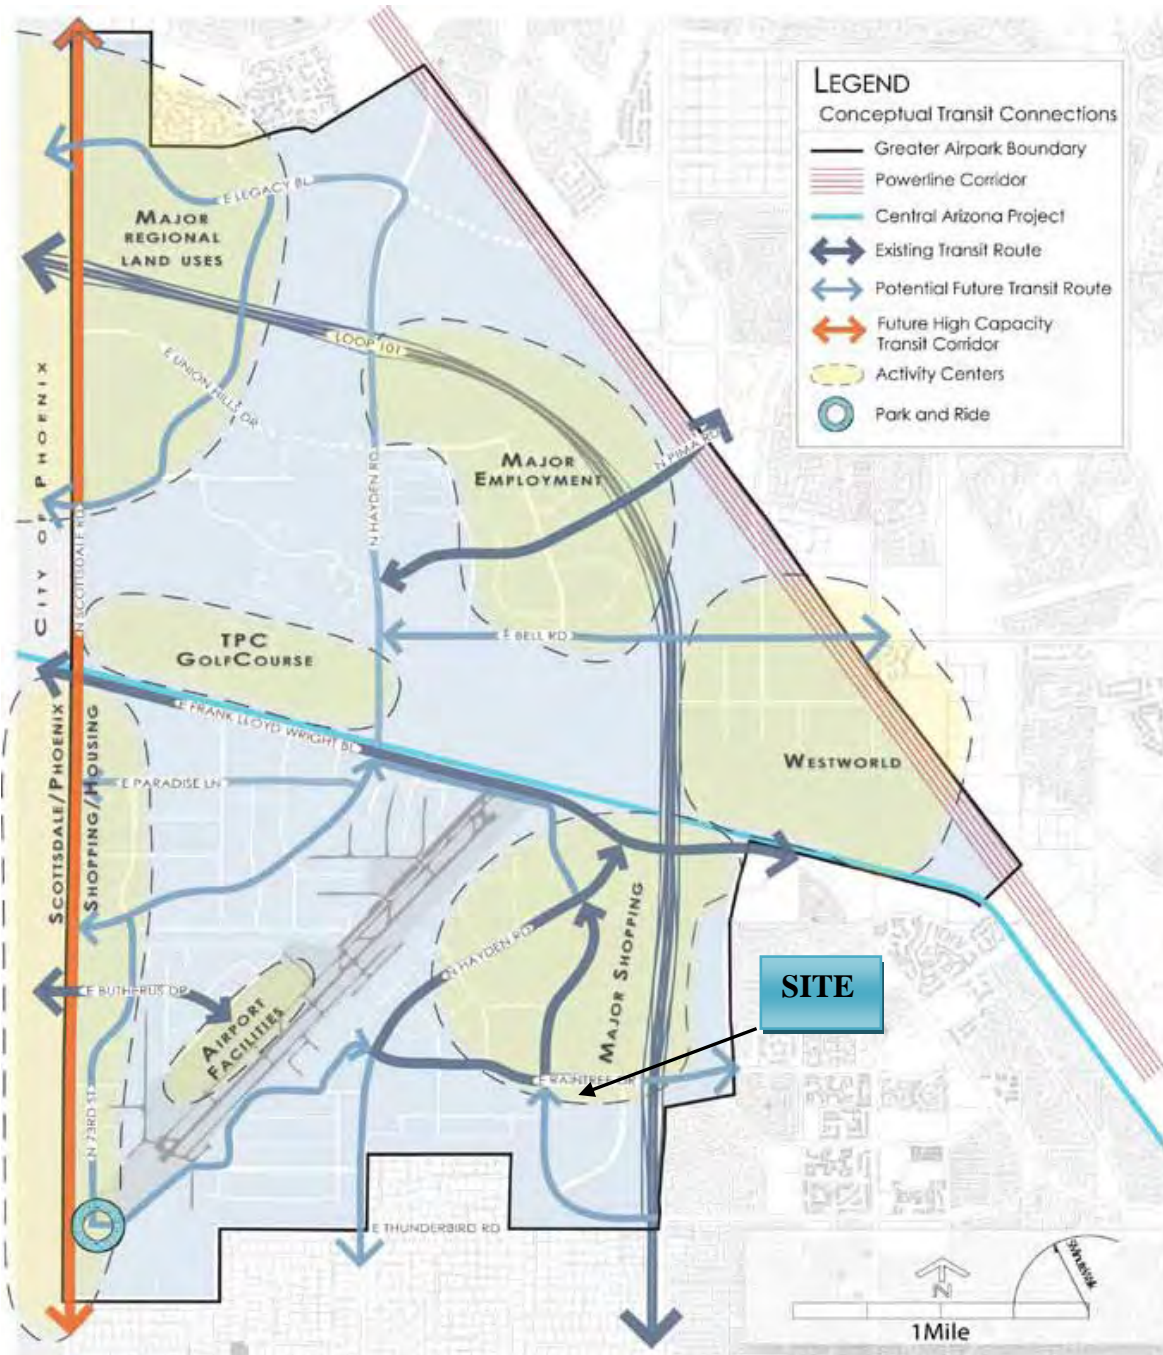 LEGEND
Conceptual Transit Connections
Greater Airpark Boundary
Powerline Corridor
Central Arizona Project
Existing Transit Route
Potential Future Transit Route
Future High Capacity
Transit Corridor
Activity Centers
Park and Ride
E LEGACY BL
MAJOR
REGIONAL
LAND USES
LOOP 101
E UNION HILLS DR
CITY OF PHOENIX
N SCOTTSDALE RD
N HAYDEN RD
MAJOR
EMPLOYMENT
N PIMA RD
E BELL RD
TPC
GOLFCOURSE
E FRANK LLOYD WRIGHT BL
SCOTTSDALE/PHOENIX
SHOPPING/HOUSING
E PARADISE LN
WESTWORLD
N HAYDEN RD
MAJOR SHOPPING
SITE
E BUTHERUS DR
AIRPORT
FACILITIES
E RAINTREE DR
N 73RD ST
E THUNDERBIRD RD
N
5 Minute Walk
1Mile